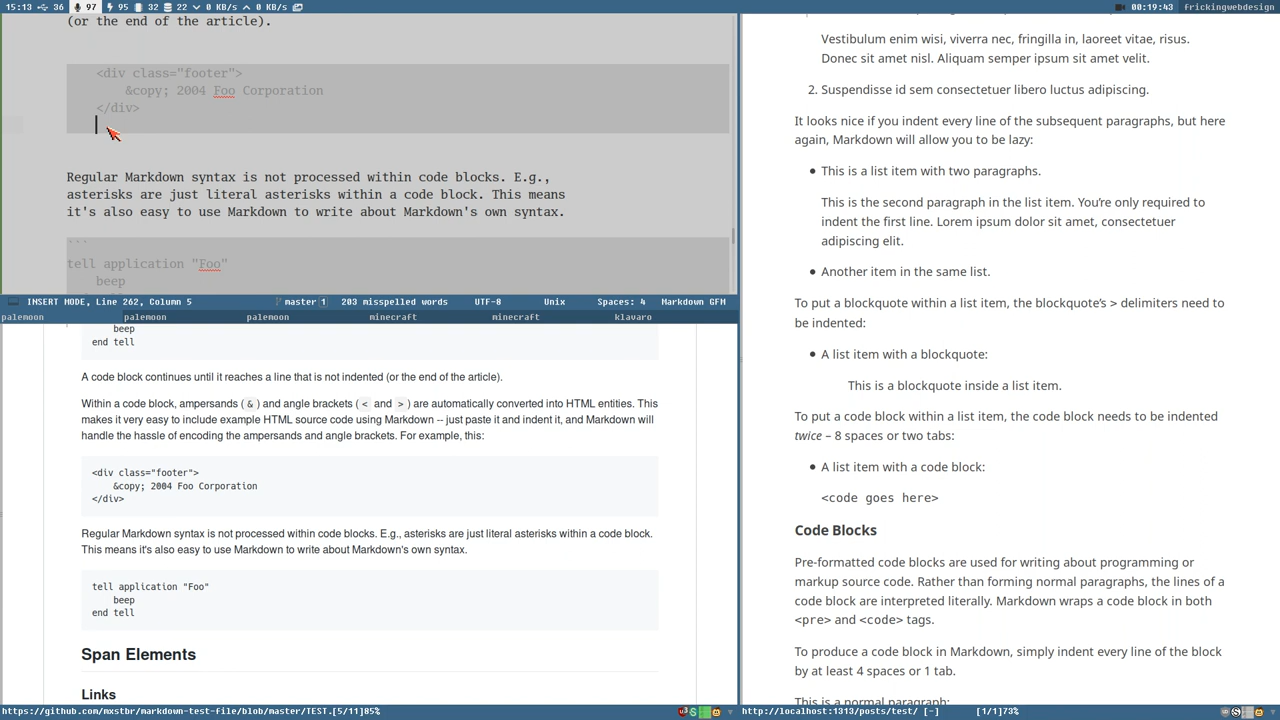 15:13 36 97 95 32 22 0 KB/s 0 KB/s
00:19:43 frickingwebdesign
(or the end of the article).
<div class="footer">
&copy; 2004 Foo Corporation
</div>
Regular Markdown syntax is not processed within code blocks. E.g.,
asterisks are just literal asterisks within a code block. This means
it's also easy to use Markdown to write about Markdown's own syntax.
```
tell application "Foo"
beep
INSERT MODE, Line 262, Column 5 master 1 203 misspelled words UTF-8 Unix Spaces: 4 Markdown GFM
palemoon palemoon palemoon minecraft minecraft klavaro
beep
end tell
A code block continues until it reaches a line that is not indented (or the end of the article).
Within a code block, ampersands ( & ) and angle brackets ( < and > ) are automatically converted into HTML entities. This
makes it very easy to include example HTML source code using Markdown -- just paste it and indent it, and Markdown will
handle the hassle of encoding the ampersands and angle brackets. For example, this:
<div class="footer">
&copy; 2004 Foo Corporation
</div>
Regular Markdown syntax is not processed within code blocks. E.g., asterisks are just literal asterisks within a code block.
This means it's also easy to use Markdown to write about Markdown's own syntax.
tell application "Foo"
beep
end tell
Span Elements
Links
https://github.com/mxstbr/markdown-test-file/blob/master/TEST.[5/11]85%
Vestibulum enim wisi, viverra nec, fringilla in, laoreet vitae, risus.
Donec sit amet nisl. Aliquam semper ipsum sit amet velit.
2. Suspendisse id sem consectetuer libero luctus adipiscing.
It looks nice if you indent every line of the subsequent paragraphs, but here
again, Markdown will allow you to be lazy:
• This is a list item with two paragraphs.
This is the second paragraph in the list item. You’re only required to
indent the first line. Lorem ipsum dolor sit amet, consectetuer
adipiscing elit.
• Another item in the same list.
To put a blockquote within a list item, the blockquote’s > delimiters need to
be indented:
• A list item with a blockquote:
This is a blockquote inside a list item.
To put a code block within a list item, the code block needs to be indented
twice – 8 spaces or two tabs:
• A list item with a code block:
<code goes here>
Code Blocks
Pre-formatted code blocks are used for writing about programming or
markup source code. Rather than forming normal paragraphs, the lines of a
code block are interpreted literally. Markdown wraps a code block in both
<pre> and <code> tags.
To produce a code block in Markdown, simply indent every line of the block
by at least 4 spaces or 1 tab.
This is a normal paragraph:
http://localhost:1313/posts/test/ [-] [1/1]73%